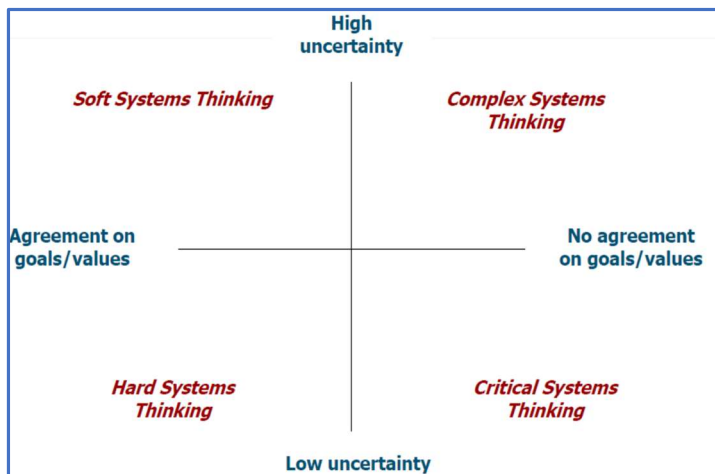 High
uncertainty
Soft Systems Thinking
Complex Systems
Thinking
Agreement on
goals/values
No agreement
on goals/values
Hard Systems
Thinking
Critical Systems
Thinking
Low uncertainty